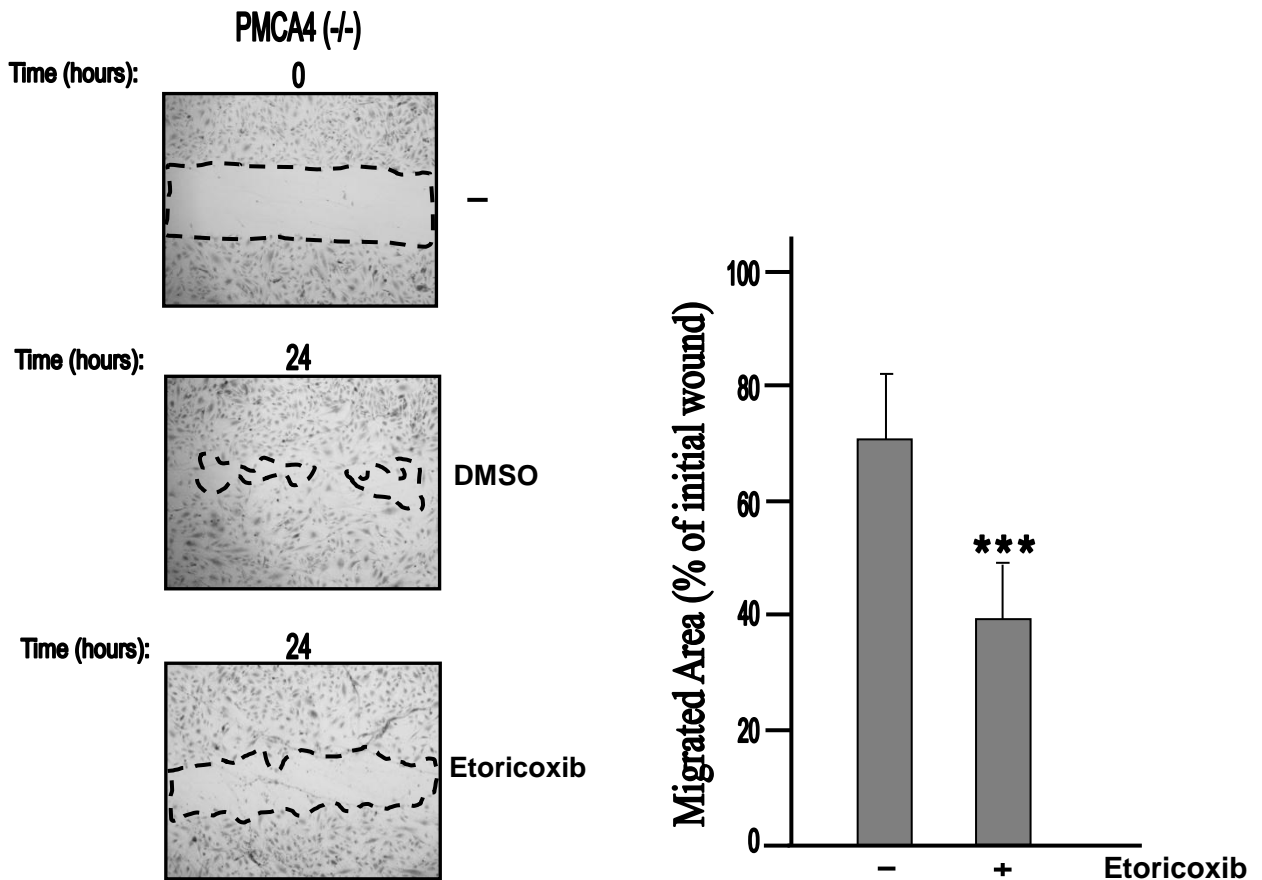 PMCA4 (-/-)
Time (hours): 0
–
Time (hours): 24
DMSO
Time (hours): 24
Etoricoxib
Migrated Area (% of initial wound)
100
80
60
40
20
0
***
– + Etoricoxib